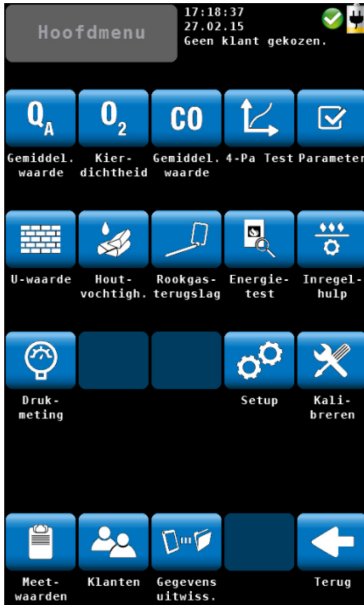 Hoofdmenu
17:18:37
27.02.15
Geen klant gekozen.
QA O2 CO
Gemiddel. waarde
Kier- dichtheid
Gemiddel. waarde
4-Pa Test
Parameter
U-waarde
Hout- vochtigh.
Rookgas- terugslag
Energie- test
Inregel- hulp
Druk- meting
Setup
Kali- breren
Meet- waarden
Klanten
Gegevens uitwiss.
Terug